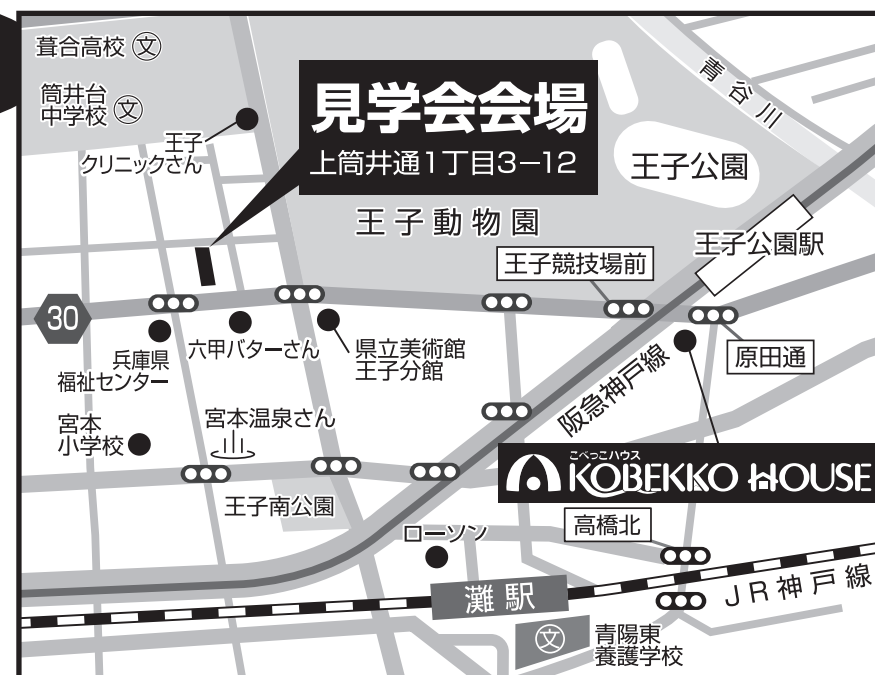 葺合高校 文
筒井台
中学校 文
王子
クリニックさん
見学会会場
上筒井通1丁目3−12
青谷川
王子公園
王子動物園
王子公園駅
王子競技場前
30
兵庫県
福祉センター
六甲バターさん
県立美術館
王子分館
原田通
阪急神戸線
宮本
小学校
宮本温泉さん
こべっこハウス
KOBEKKO HOUSE
王子南公園
高橋北
ローソン
灘駅
JR神戸線
文
青陽東
養護学校